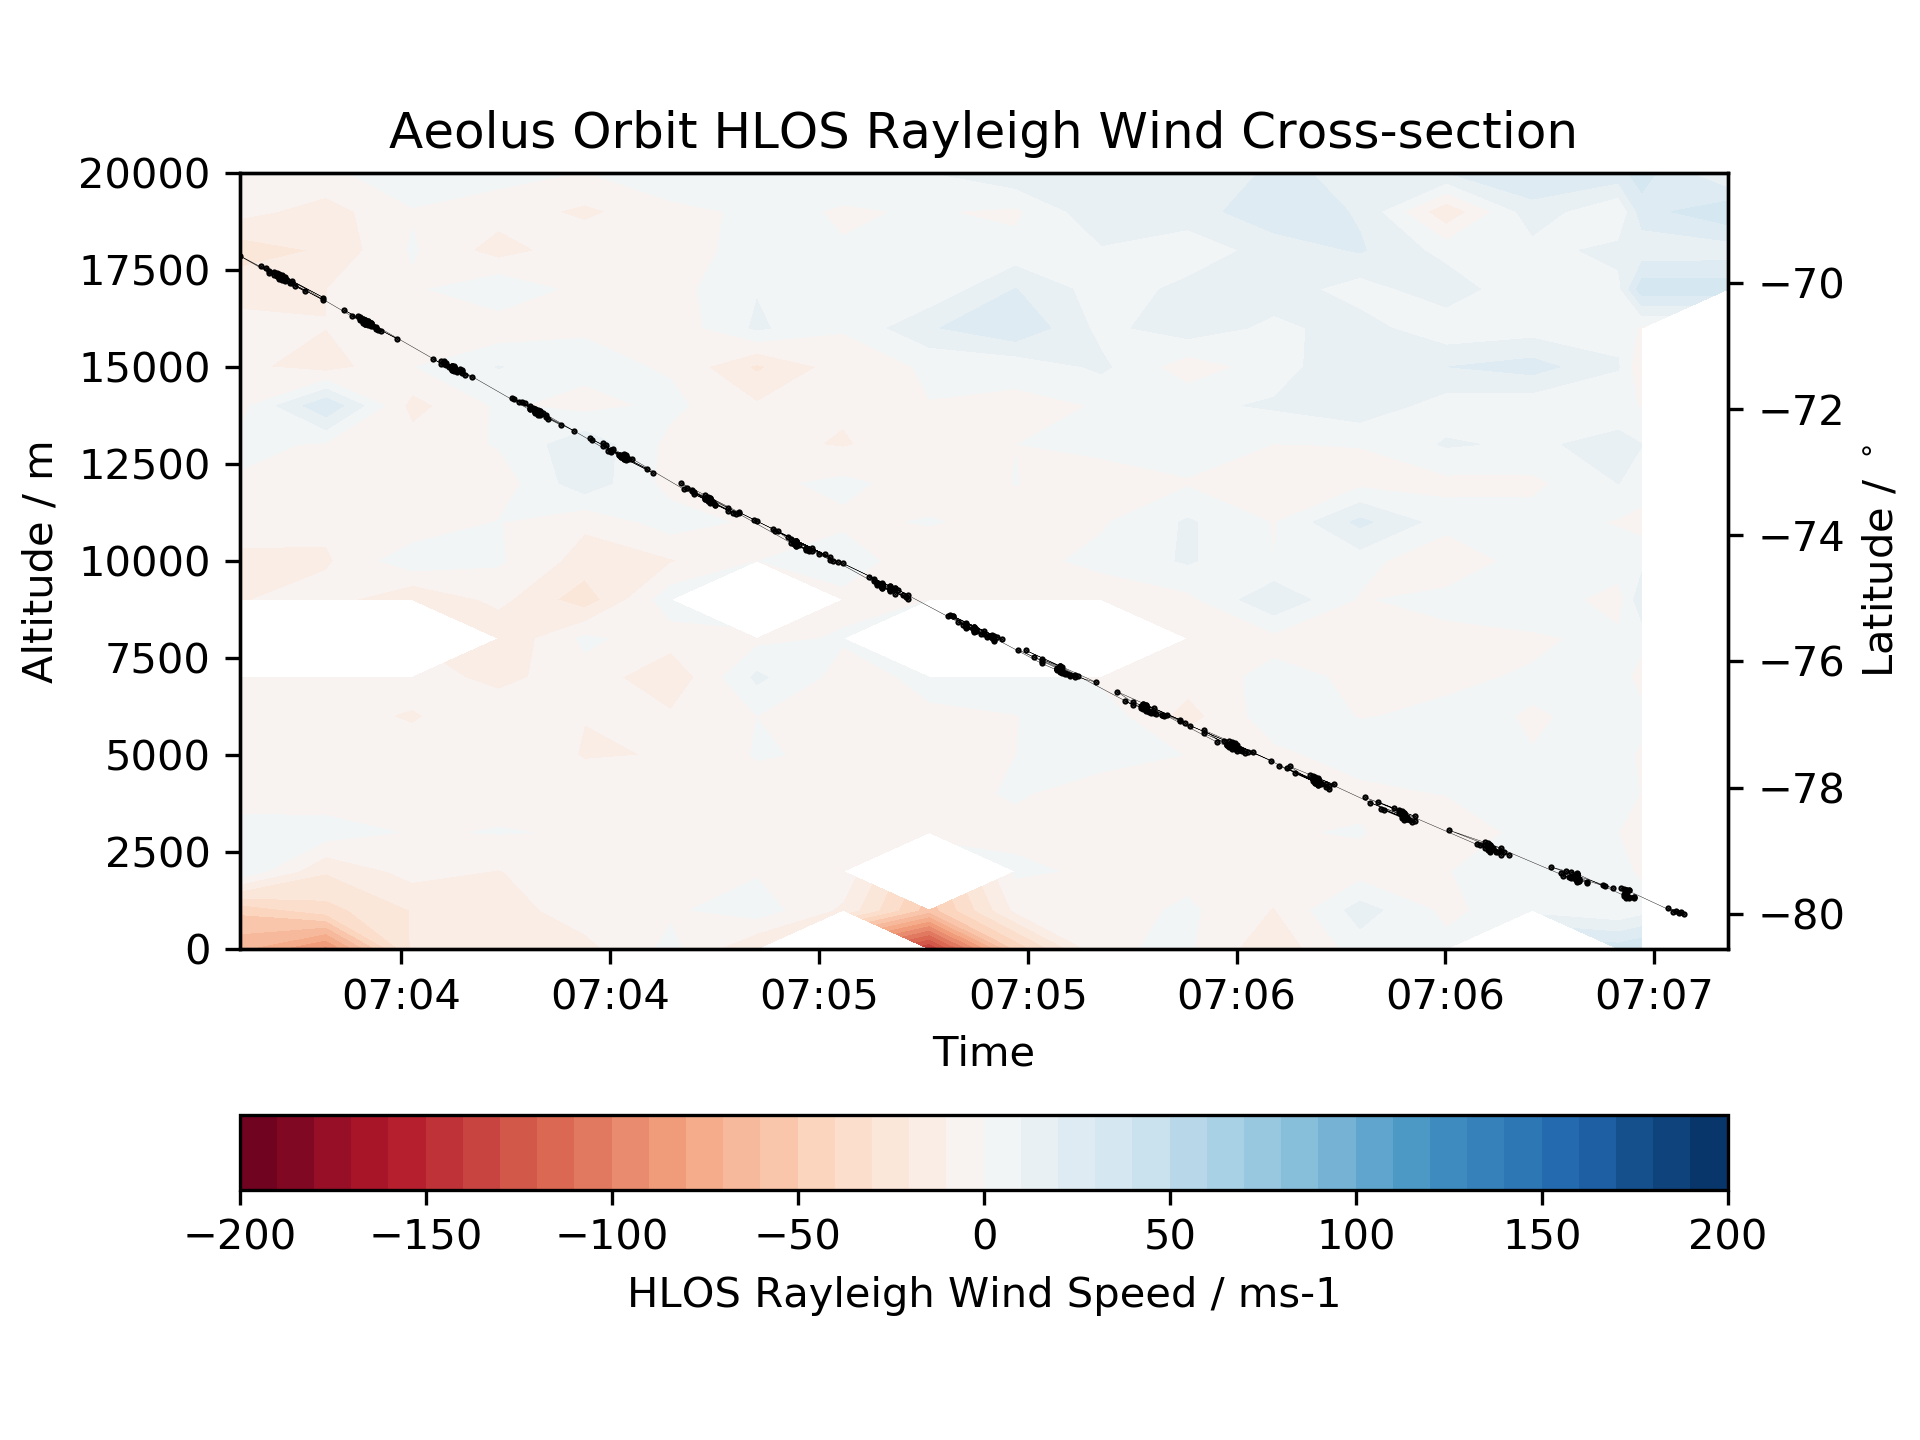 Aeolus Orbit HLOS Rayleigh Wind Cross-section
20000
17500
15000
12500
10000
7500
5000
2500
0
Altitude / m
−70
−72
−74
−76
−78
−80
Latitude / °
07:04 07:04 07:05 07:05 07:06 07:06 07:07
Time
−200 −150 −100 −50 0 50 100 150 200
HLOS Rayleigh Wind Speed / ms-1